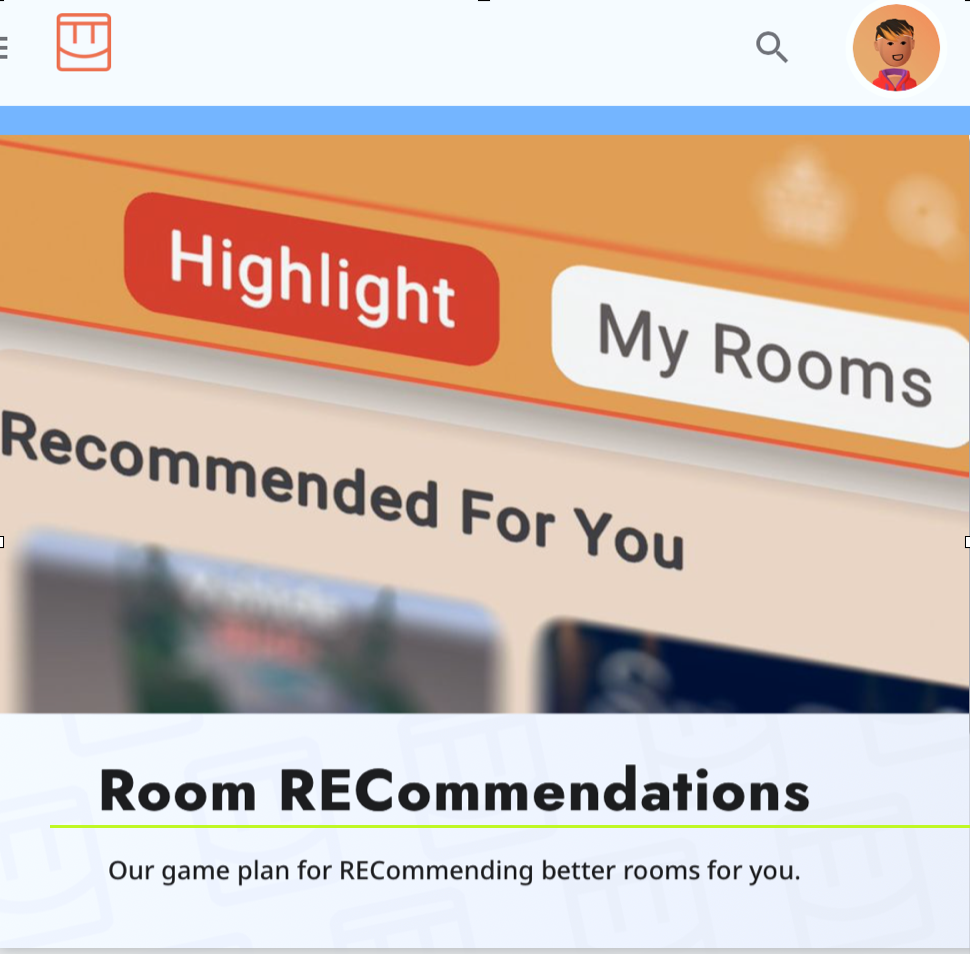 Highlight
My Rooms
Recommended For You
Room RECommendations
Our game plan for RECommending better rooms for you.